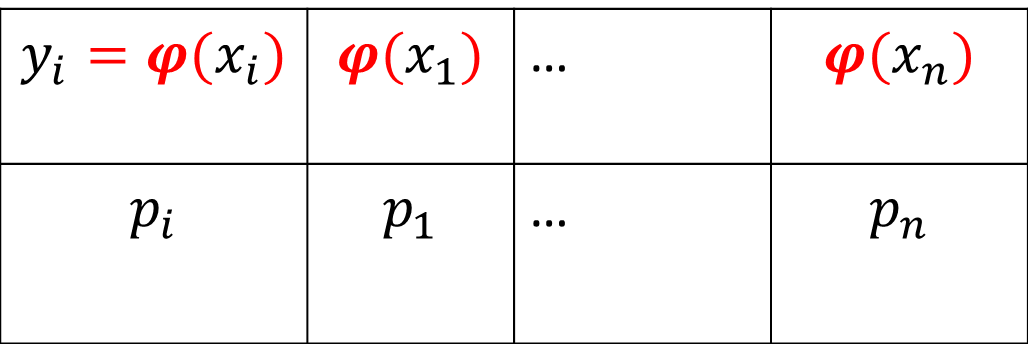 yᵢ = φ(xᵢ) φ(x₁) ... φ(xₙ)
pᵢ p₁ ... pₙ